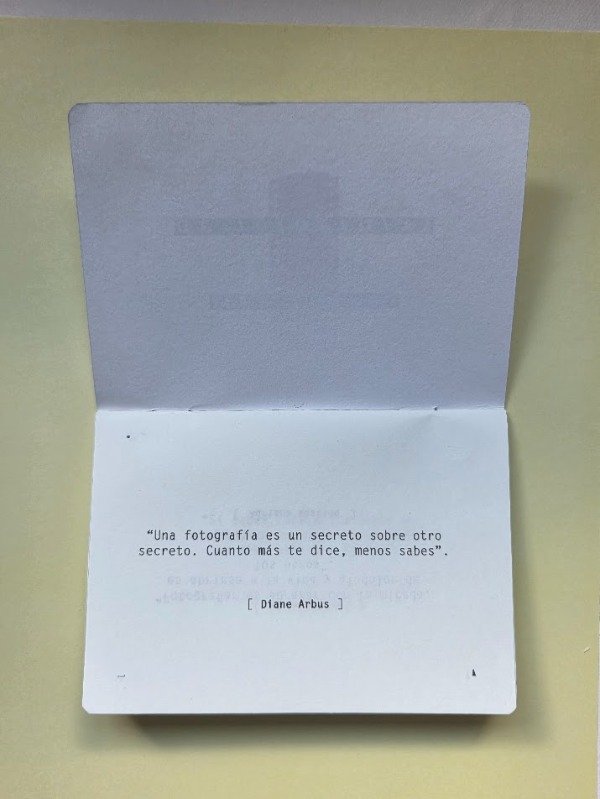 “Una fotografía es un secreto sobre otro
secreto. Cuanto más te dice, menos sabes”.
[ Diane Arbus ]